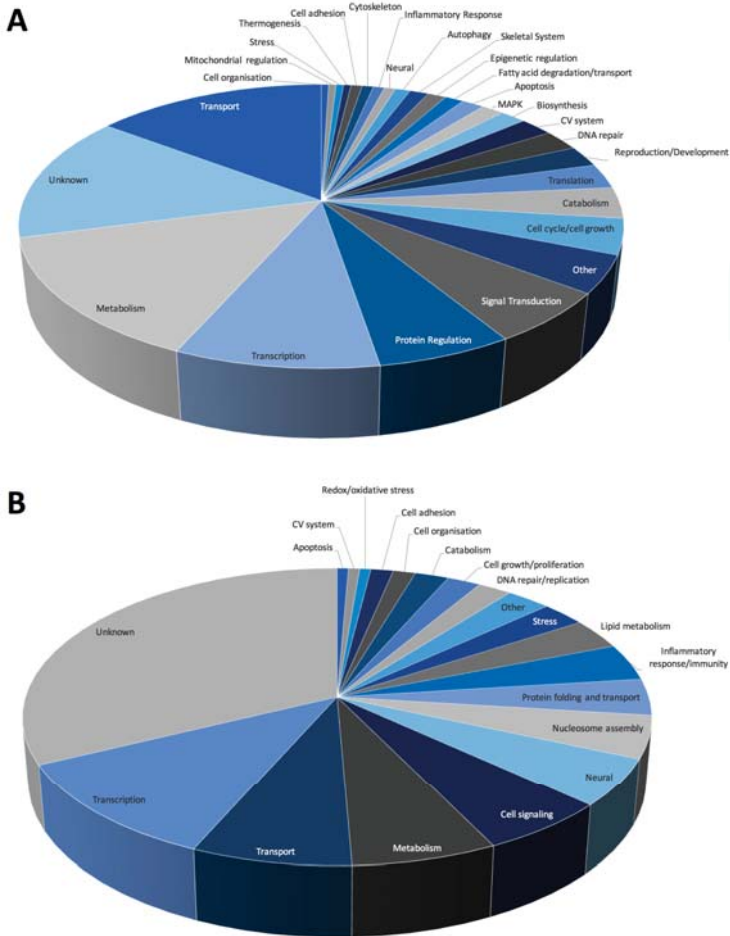 A
Cytoskeleton
Cell adhesion
Inflammatory Response
Thermogenesis
Autophagy
Skeletal System
Stress
Epigenetic regulation
Mitochondrial regulation
Neural
Fatty acid degradation/transport
Cell organisation
Apoptosis
Transport
MAPK
Biosynthesis
CV system
DNA repair
Reproduction/Development
Unknown
Translation
Catabolism
Cell cycle/cell growth
Other
Metabolism
Signal Transduction
Protein Regulation
Transcription
B
Redox/oxidative stress
CV system
Cell adhesion
Cell organisation
Apoptosis
Catabolism
Cell growth/proliferation
DNA repair/replication
Other
Stress
Lipid metabolism
Unknown
Inflammatory
response/immunity
Protein folding and transport
Nucleosome assembly
Neural
Transcription
Cell signaling
Transport
Metabolism